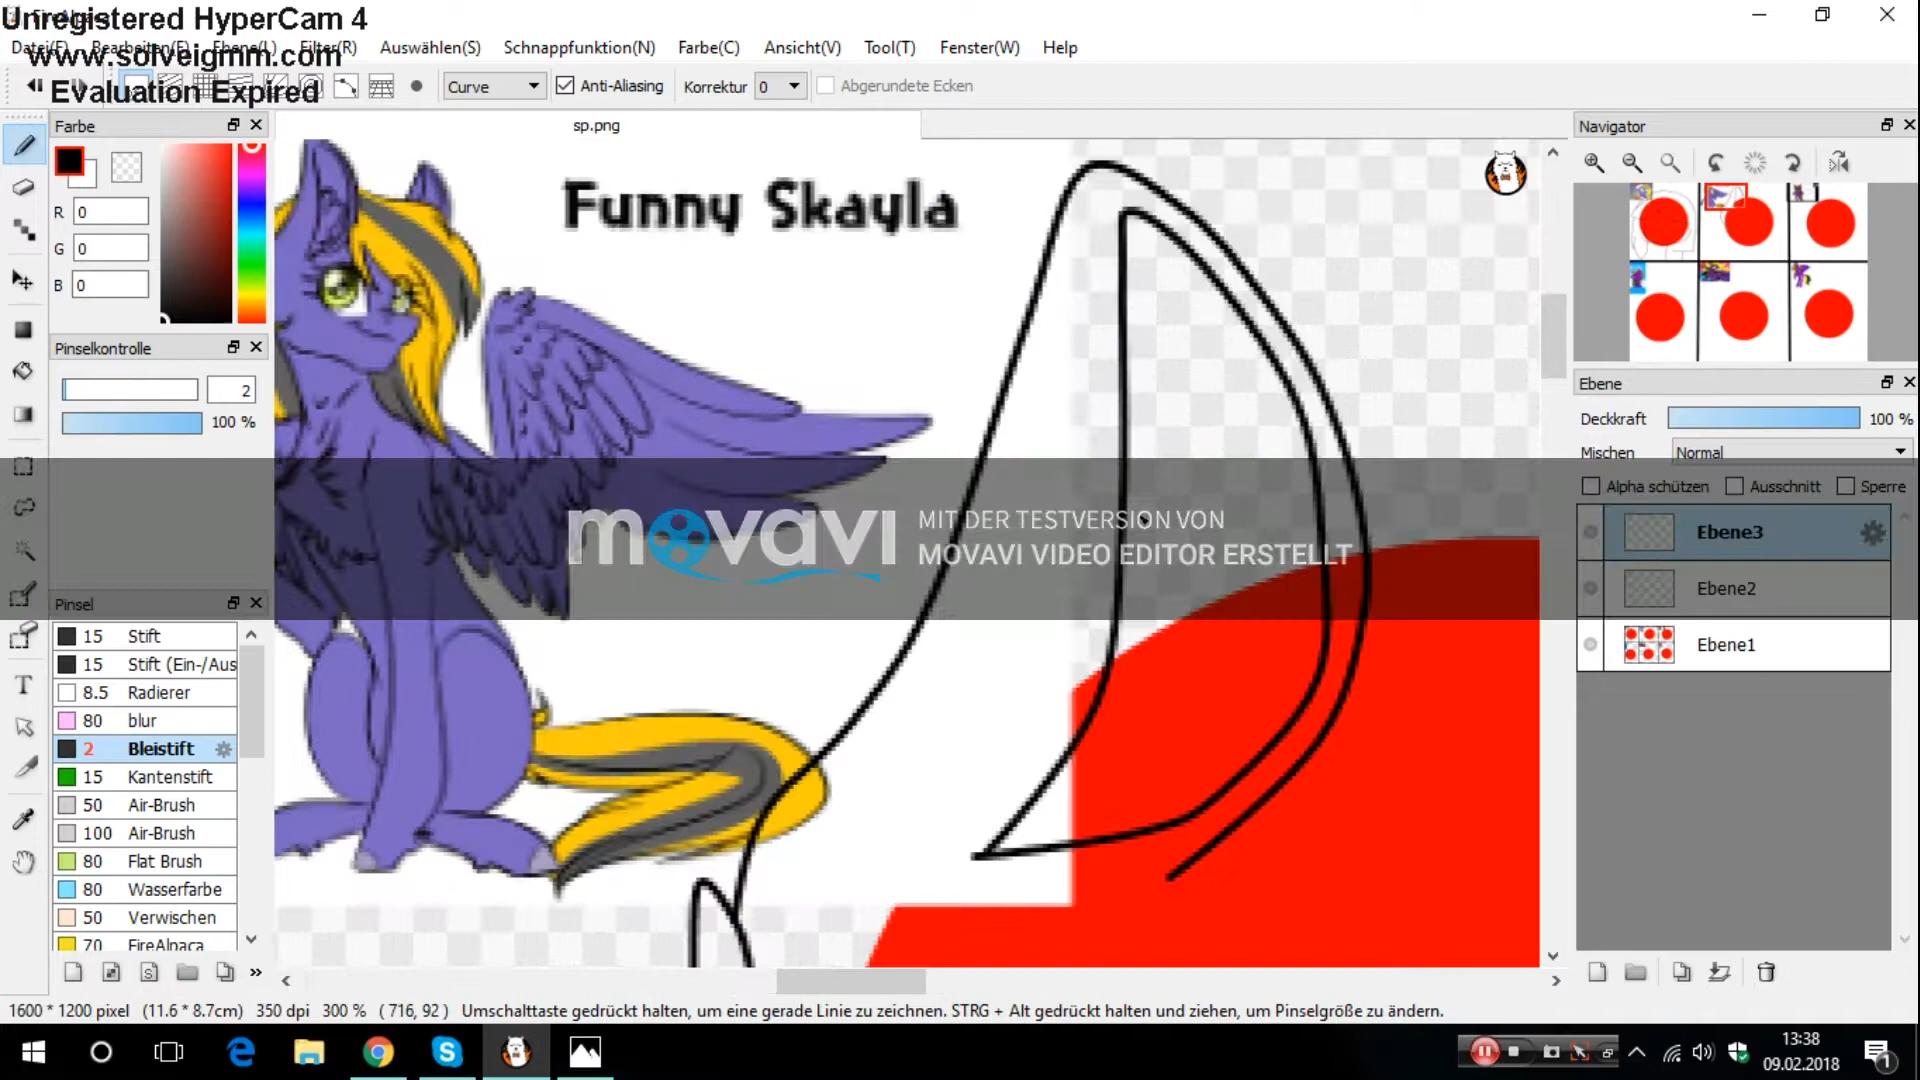 Unregistered HyperCam 4
www.solveigmm.com
Evaluation Expired
Datei(F) Bearbeiten(E) Ebene(L) Filter(R) Auswählen(S) Schnappfunktion(N) Farbe(C) Ansicht(V) Tool(T) Fenster(W) Help
Curve Anti-Aliasing Korrektur 0 Abgerundete Ecken
Farbe
sp.png
Navigator
R 0
G 0
B 0
Funny Skayla
Pinselkontrolle
2
100 %
Ebene
Deckkraft 100 %
Mischen Normal
Alpha schützen Ausschnitt Sperre
movavi
MIT DER TESTVERSION VON
MOVAVI VIDEO EDITOR ERSTELLT
Ebene3
Ebene2
Ebene1
Pinsel
15 Stift
15 Stift (Ein-/Aus
8.5 Radierer
80 blur
2 Bleistift
15 Kantenstift
50 Air-Brush
100 Air-Brush
80 Flat Brush
80 Wasserfarbe
50 Verwischen
70 FireAlpaca
T
1600 * 1200 pixel (11.6 * 8.7cm) 350 dpi 300 % ( 716, 92 ) Umschalttaste gedrückt halten, um eine gerade Linie zu zeichnen. STRG + Alt gedrückt halten und ziehen, um Pinselgröße zu ändern.
13:38
09.02.2018
1